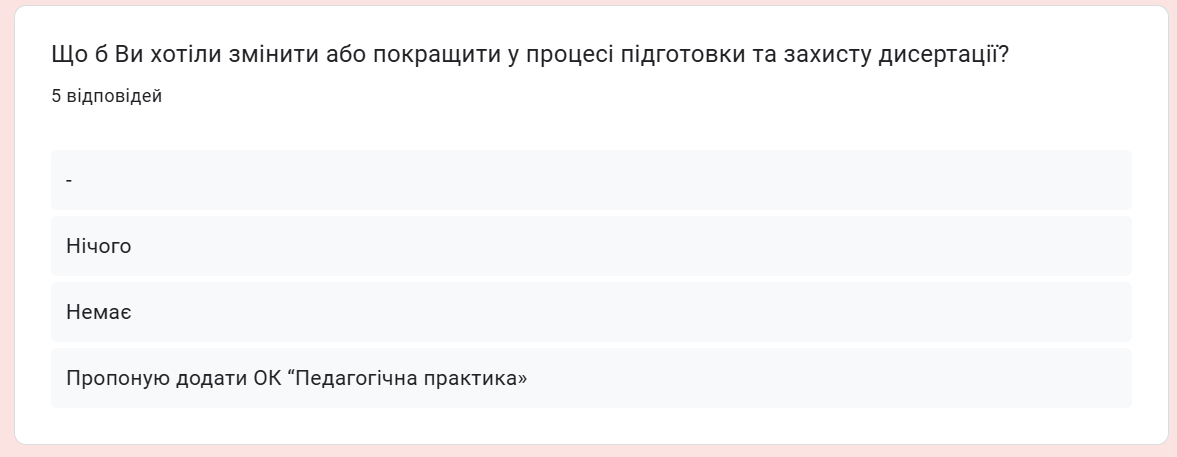 Що б Ви хотіли змінити або покращити у процесі підготовки та захисту дисертації?
5 відповідей
-
Нічого
Немає
Пропоную додати ОК “Педагогічна практика»